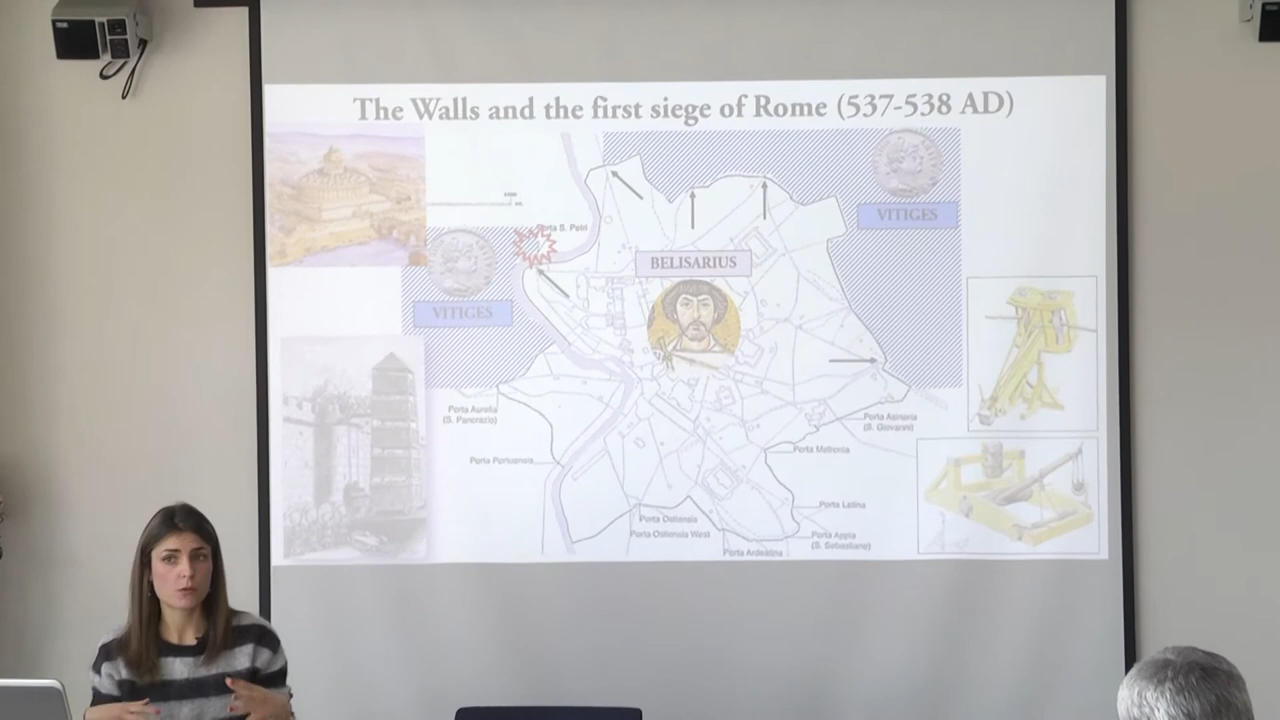 The Walls and the first siege of Rome (537-538 AD)
VITIGES
Porta S. Petri
BELISARIUS
VITIGES
Porta Aurelia
(S. Pancrazio)
Porta Asinaria
(S. Giovanni)
Porta Metronia
Porta Portuensis
Porta Latina
Porta Ostiensis
Porta Ostiensis West
Porta Appia
(S. Sebastiano)
Porta Ardeatina